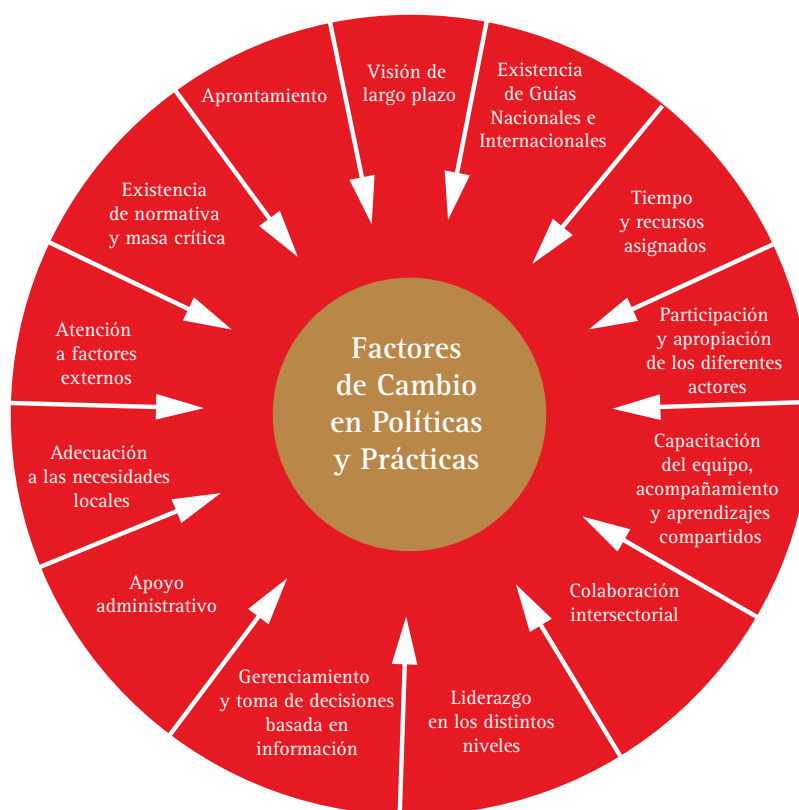 Factores
de Cambio
en Políticas
y Prácticas
Visión de
largo plazo
Existencia
de Guías
Nacionales e
Internacionales
Tiempo
y recursos
asignados
Participación
y apropiación
de los diferentes
actores
Capacitación
del equipo,
acompañamiento
y aprendizajes
compartidos
Colaboración
intersectorial
Liderazgo
en los distintos
niveles
Gerenciamiento
y toma de decisiones
basada en
información
Apoyo
administrativo
Adecuación
a las necesidades
locales
Atención
a factores
externos
Existencia
de normativa
y masa crítica
Aprontamiento